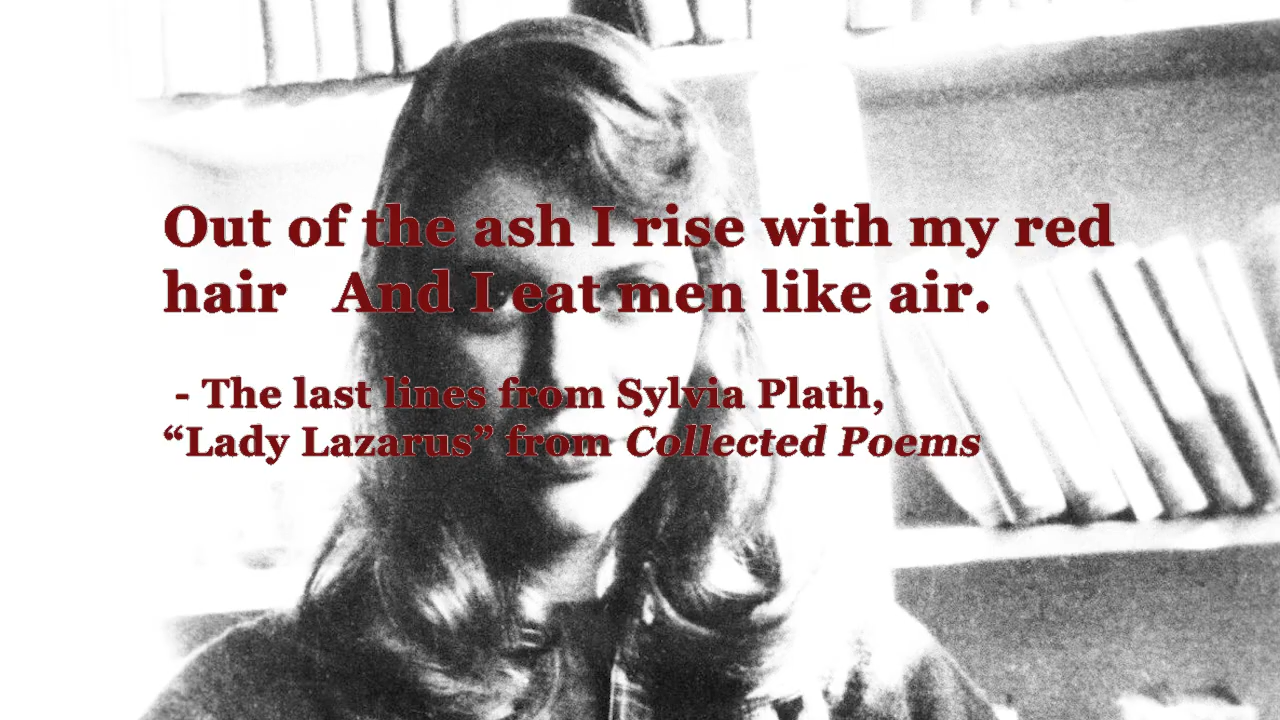 Out of the ash I rise with my red
hair   And I eat men like air.
- The last lines from Sylvia Plath,
“Lady Lazarus” from Collected Poems